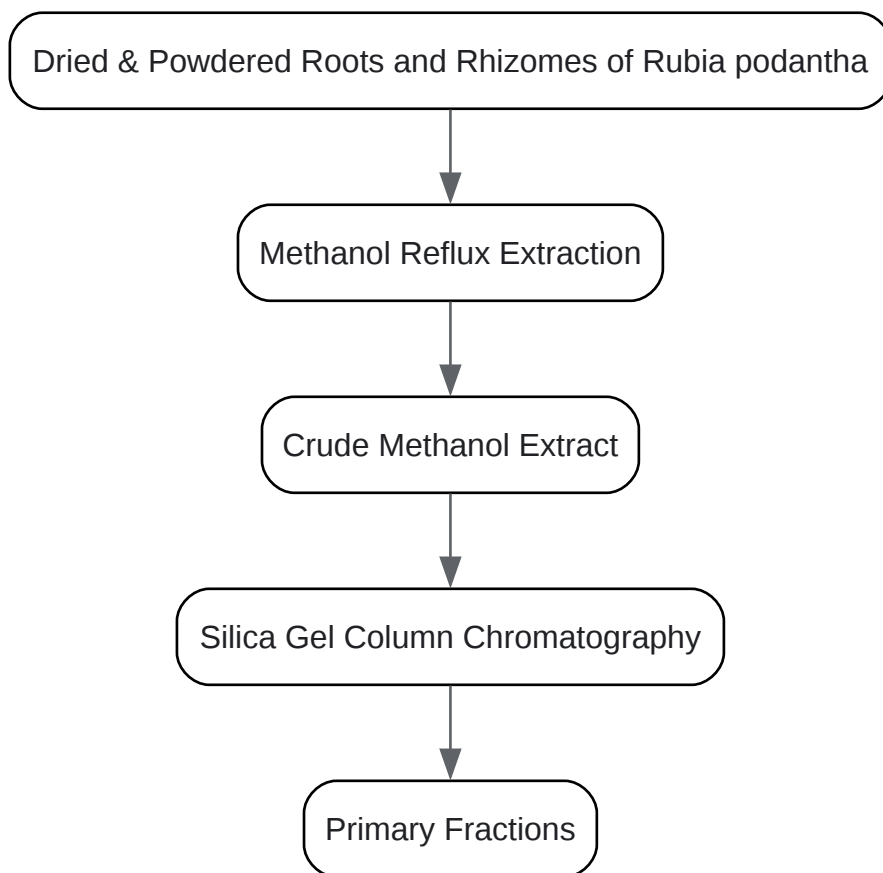 Dried & Powdered Roots and Rhizomes of Rubia podantha
Methanol Reflux Extraction
Crude Methanol Extract
Silica Gel Column Chromatography
Primary Fractions